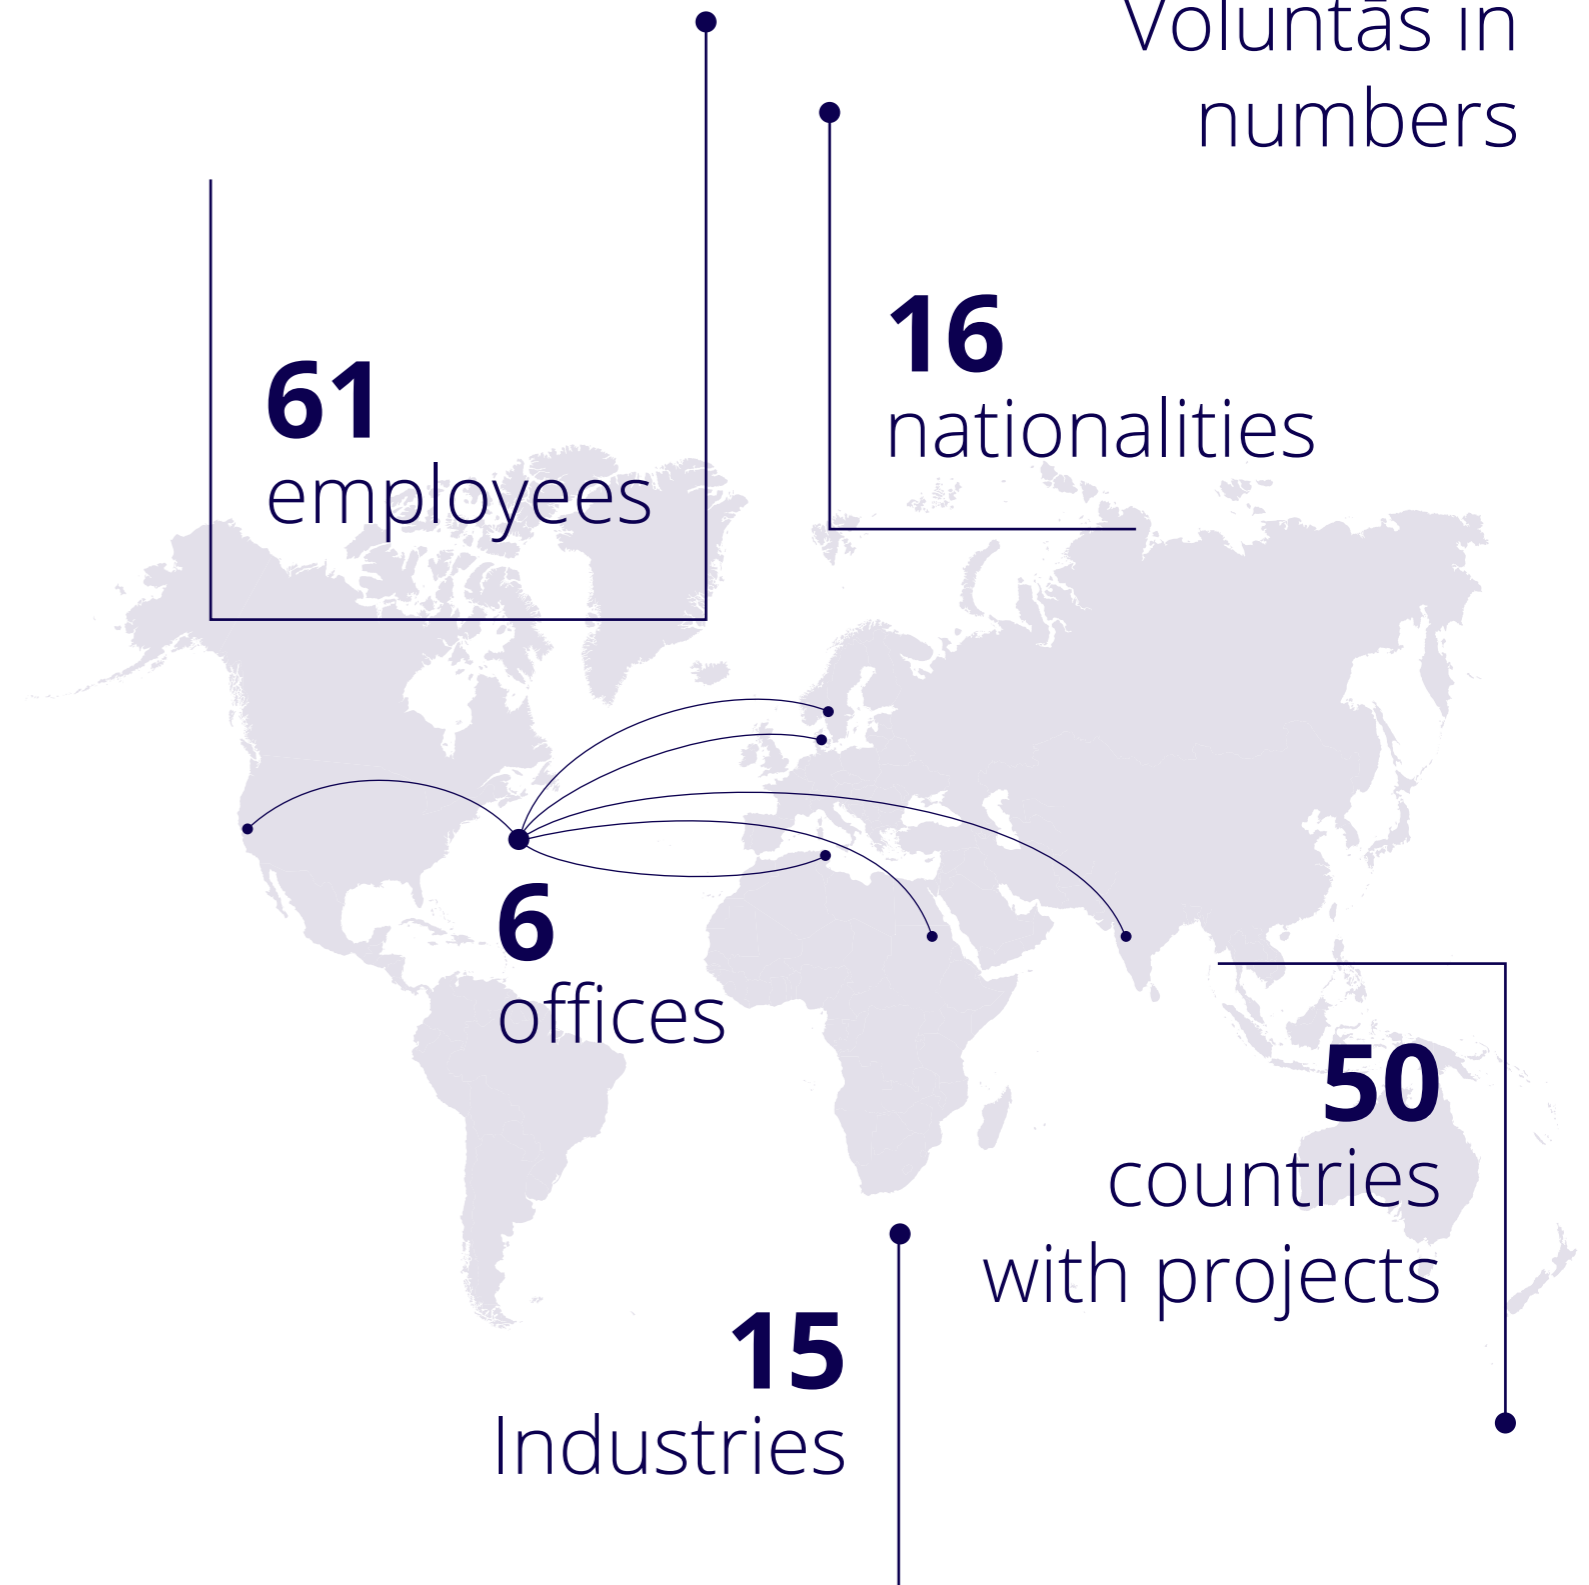 Voluntās in
numbers
16
nationalities
61
employees
6
offices
50
countries
with projects
15
Industries